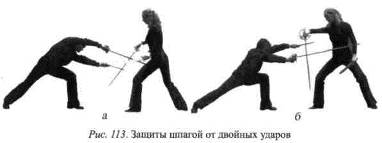 а
б
Рис. 113. Защиты шпагой от двойных ударов